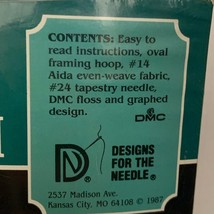 CONTENTS: Easy to
read instructions, oval
framing hoop, #14
Aida even-weave fabric,
#24 tapestry needle,
DMC floss and graphed
design.
DMC
DN®
DESIGNS
FOR THE
NEEDLE®
2537 Madison Ave.
Kansas City, MO 64108 © 1987